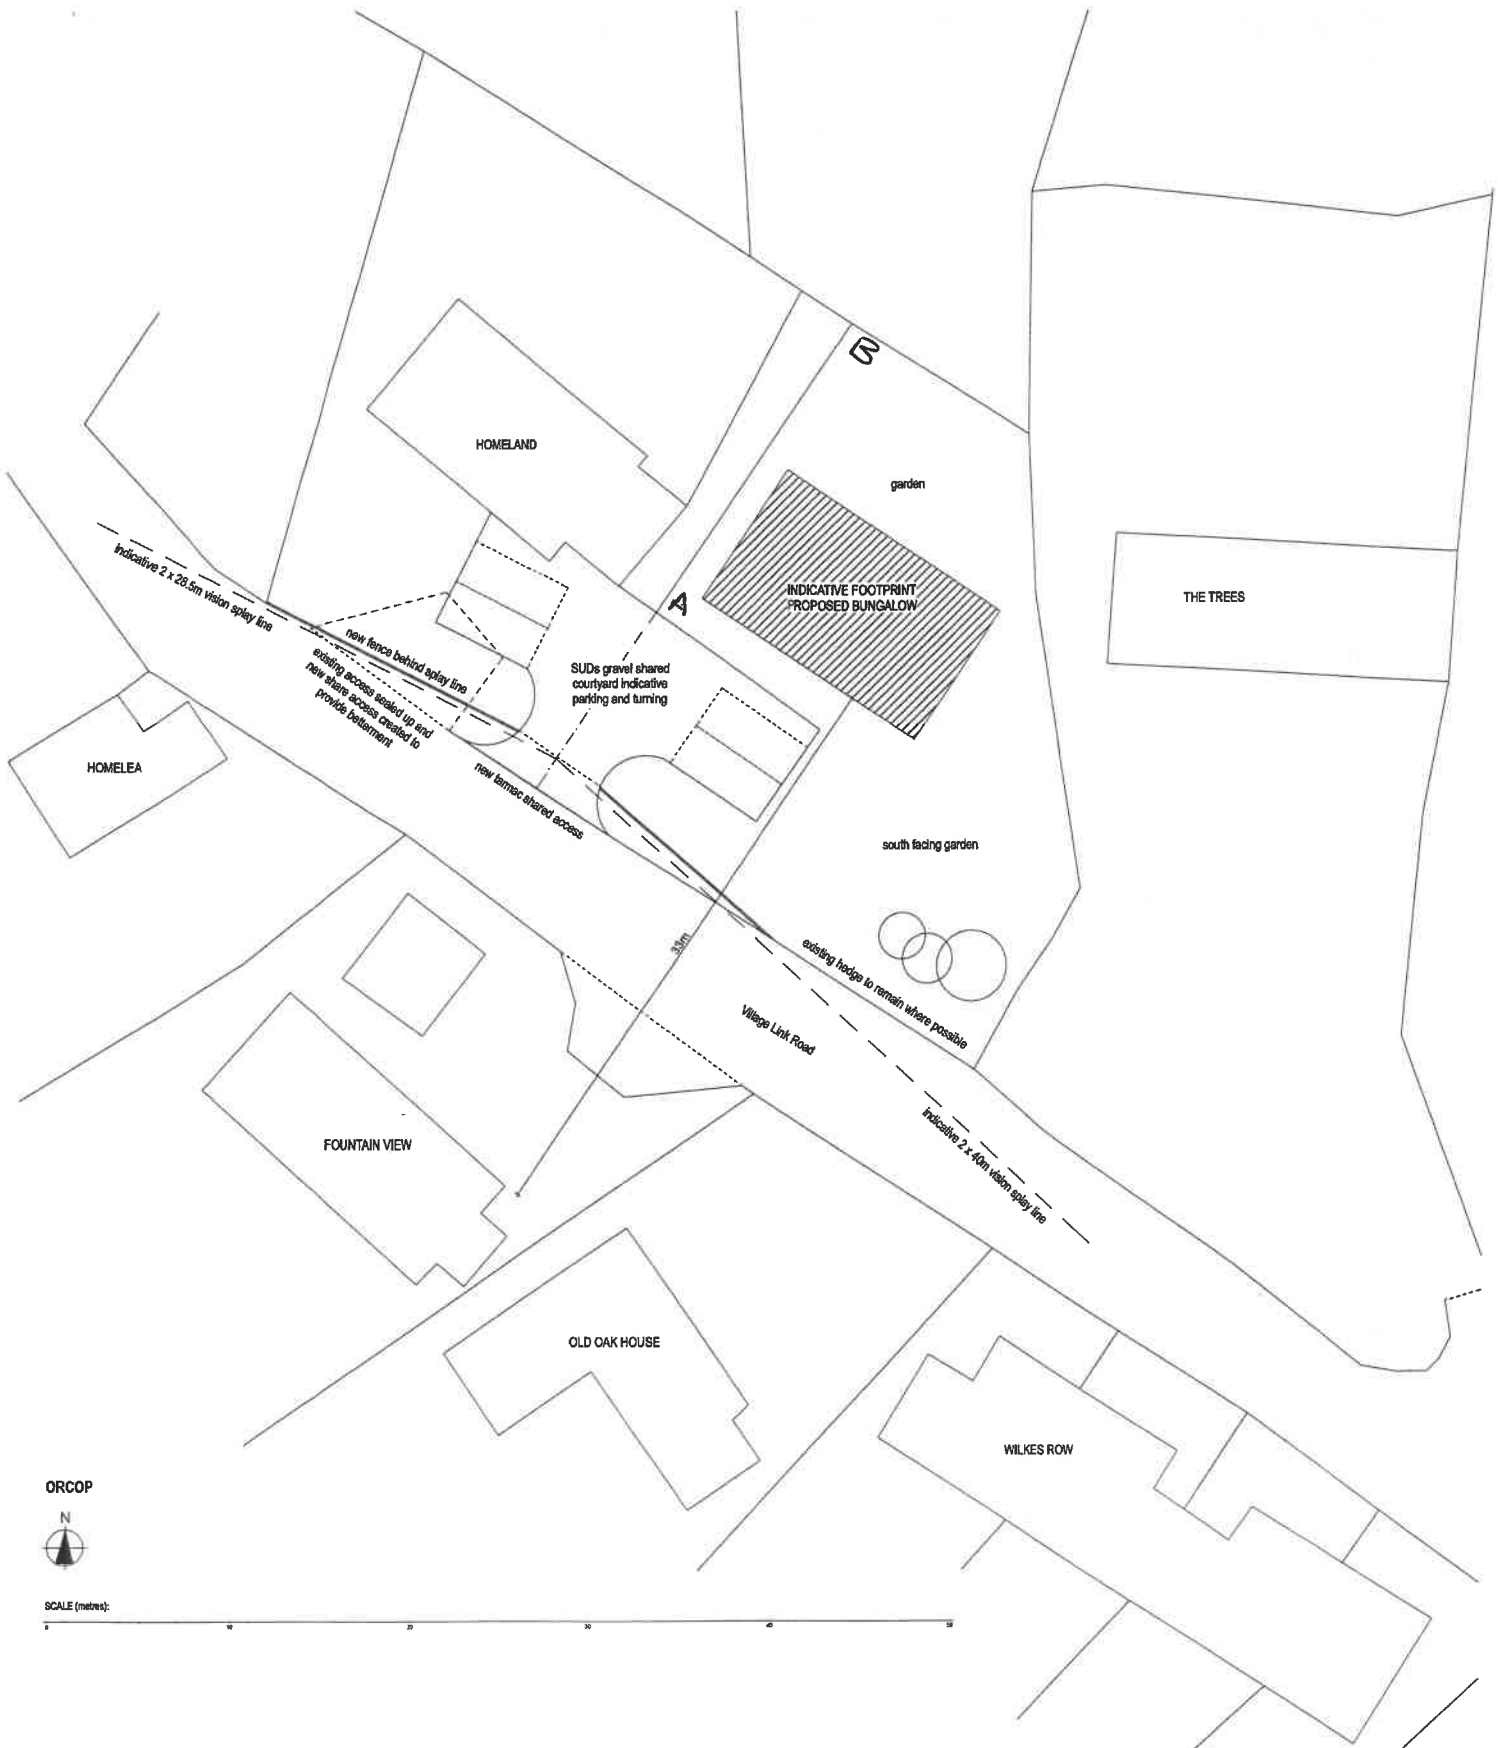 B
HOMELAND
garden
indicative 2 x 28.5m vision splay line
INDICATIVE FOOTPRINT
PROPOSED BUNGALOW
THE TREES
A
new fence behind splay line
existing access sealed up and
new share access created to
provide betterment
SUDs gravel shared
courtyard indicative
parking and turning
HOMELEA
new tarmac shared access
south facing garden
33m
existing hedge to remain where possible
Village Link Road
FOUNTAIN VIEW
indicative 2 x 40m vision splay line
OLD OAK HOUSE
WILKES ROW
ORCOP
N
SCALE (metres):
0 10 20 30 40 50